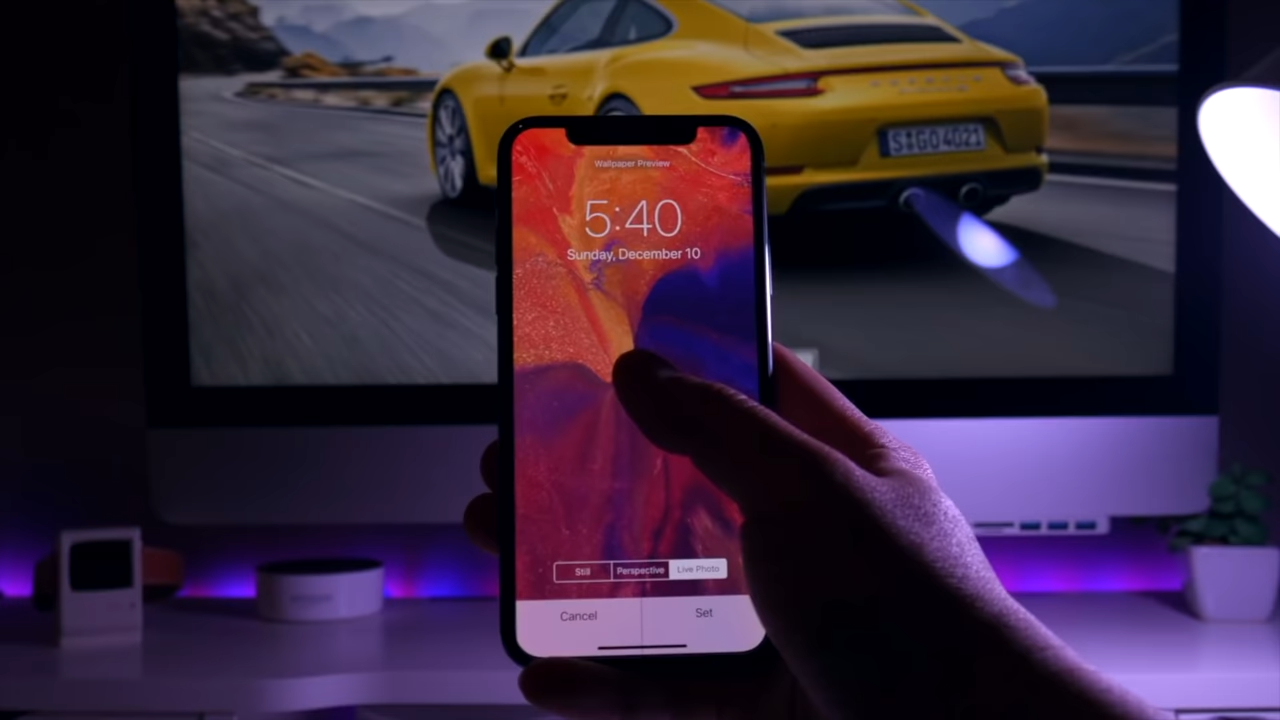 S GO 4021
Wallpaper Preview
5:40
Sunday, December 10
Still
Perspective
Live Photo
Cancel
Set